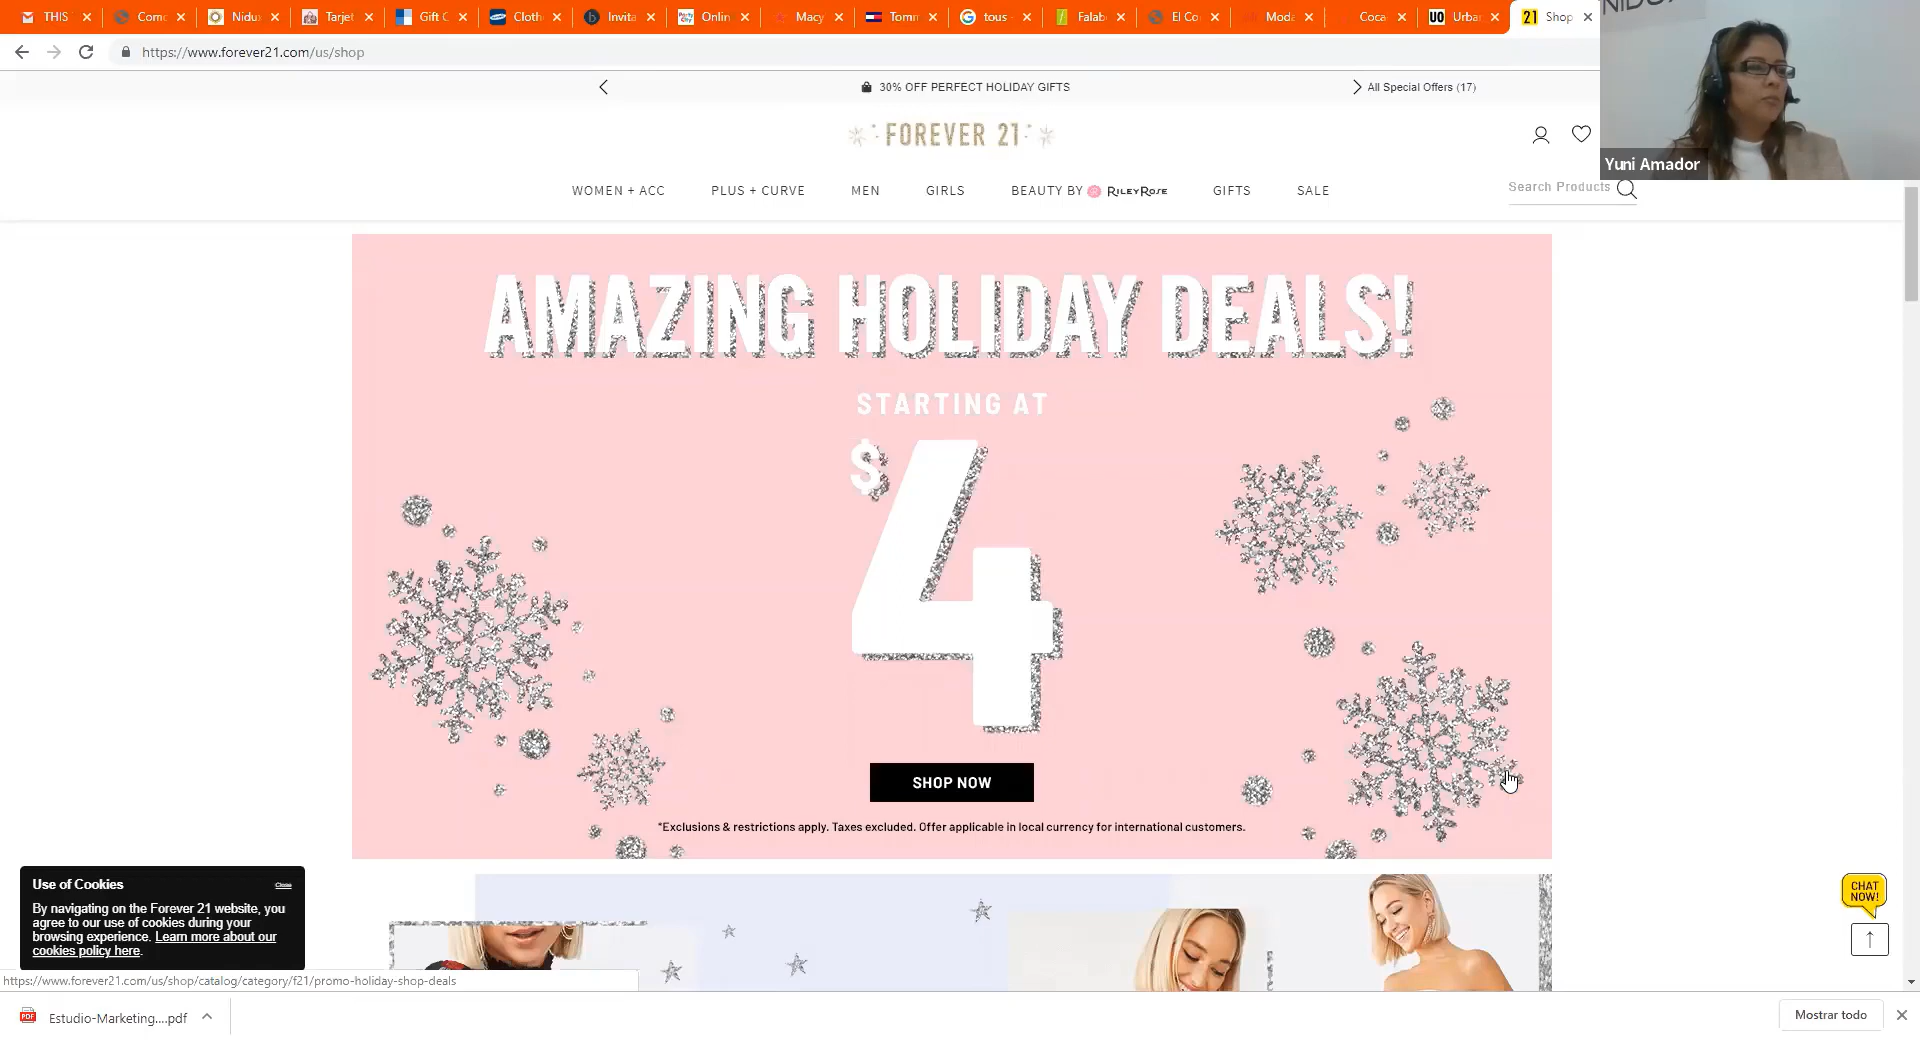 THIS
Como
Nidux
Tarjet
Gift C
Cloth
Invita
Onlin
Macy
Tomm
tous -
Falab
El Co
Moda
Coca
UO Urban
21 Shop
https://www.forever21.com/us/shop
30% OFF PERFECT HOLIDAY GIFTS
All Special Offers (17)
FOREVER 21
WOMEN + ACC
PLUS + CURVE
MEN
GIRLS
BEAUTY BY RILEYROSE
GIFTS
SALE
Search Products
Yuni Amador
AMAZING HOLIDAY DEALS!
STARTING AT
$4
SHOP NOW
*Exclusions & restrictions apply. Taxes excluded. Offer applicable in local currency for international customers.
Use of Cookies
Close
By navigating on the Forever 21 website, you
agree to our use of cookies during your
browsing experience. Learn more about our
cookies policy here.
CHAT
NOW!
https://www.forever21.com/us/shop/catalog/category/f21/promo-holiday-shop-deals
PDF
Estudio-Marketing....pdf
Mostrar todo